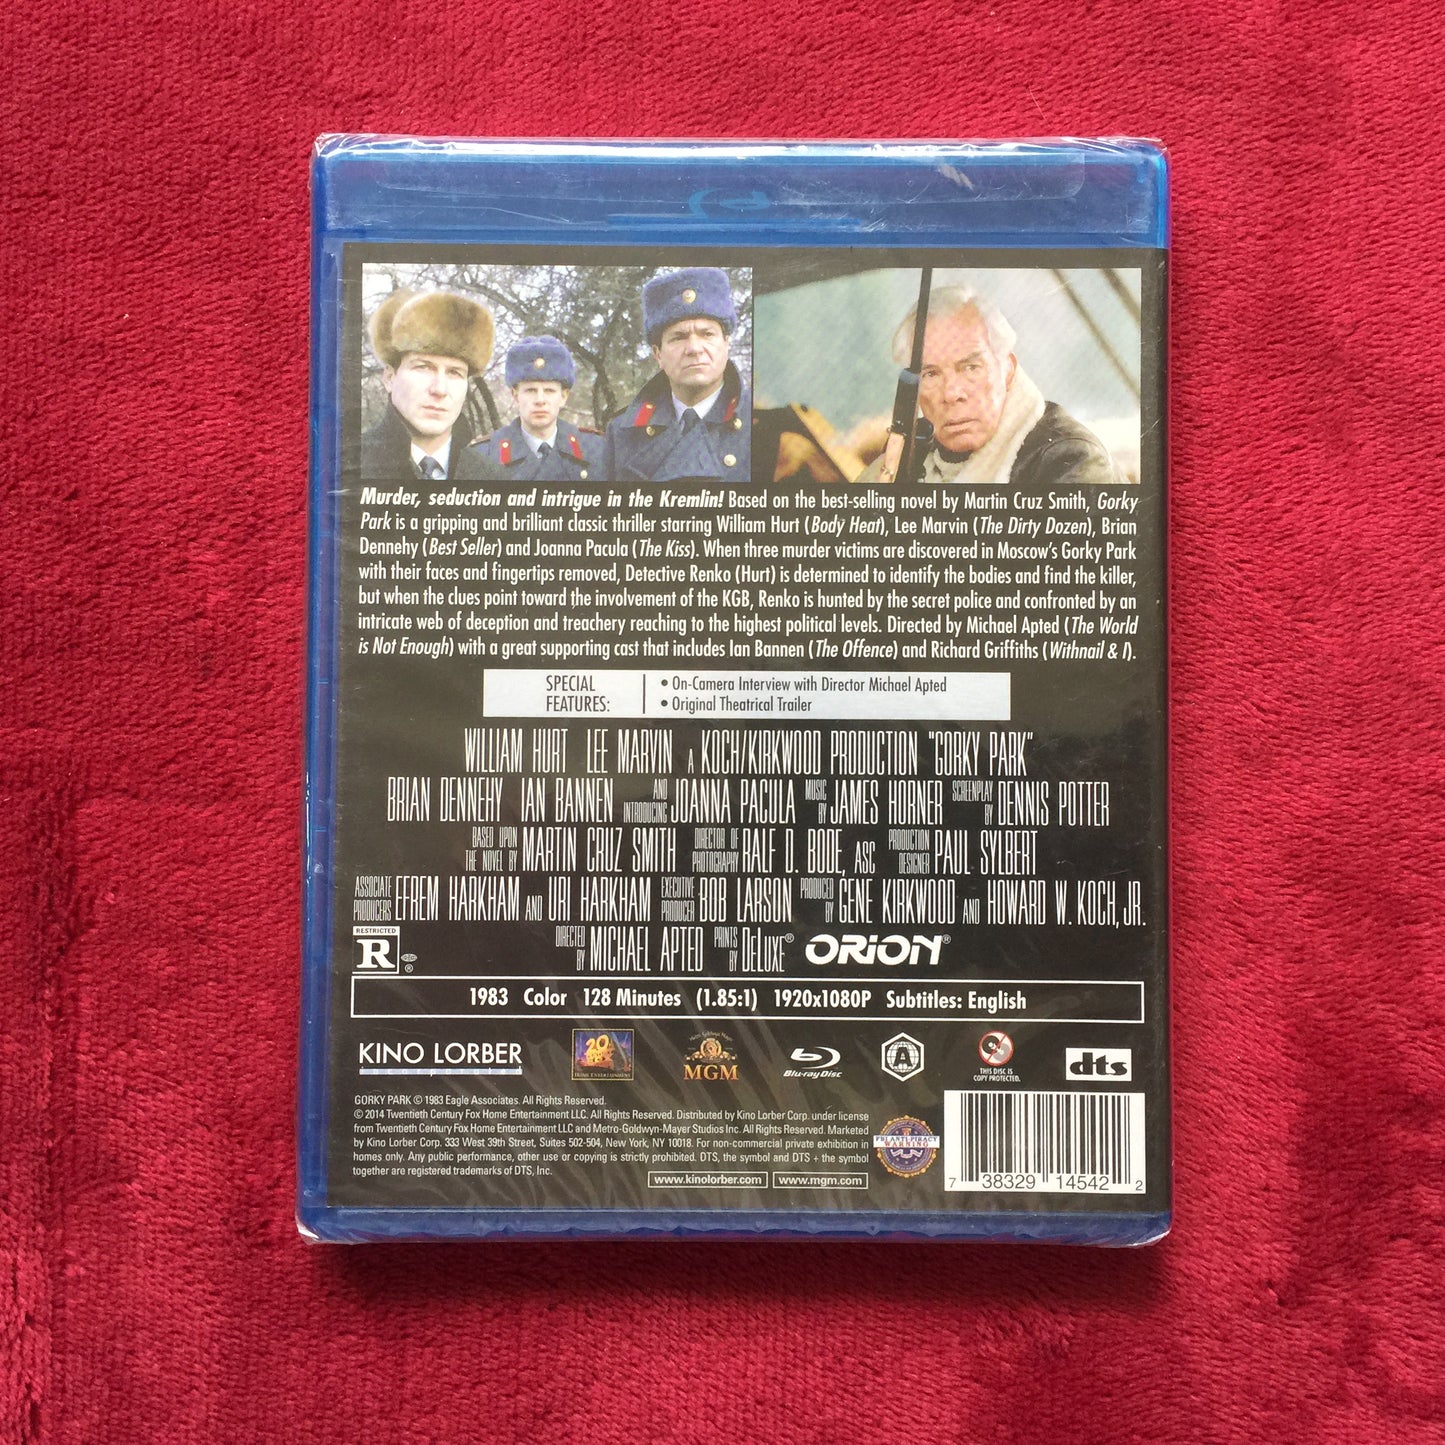 Murder, seduction and intrigue in the Kremlin! Based on the best-selling novel by Martin Cruz Smith, Gorky
Park is a gripping and brilliant classic thriller starring William Hurt (Body Heat), Lee Marvin (The Dirty Dozen), Brian
Dennehy (Best Seller) and Joanna Pacula (The Kiss). When three murder victims are discovered in Moscow's Gorky Park
with their faces and fingertips removed, Detective Renko (Hurt) is determined to identify the bodies and find the killer,
but when the clues point toward the involvement of the KGB, Renko is hunted by the secret police and confronted by an
intricate web of deception and treachery reaching to the highest political levels. Directed by Michael Apted (The World
is Not Enough) with a great supporting cast that includes Ian Bannen (The Offence) and Richard Griffiths (Withnail & I).
SPECIAL FEATURES:
• On-Camera Interview with Director Michael Apted
• Original Theatrical Trailer
WILLIAM HURT LEE MARVIN A KOCH/KIRKWOOD PRODUCTION "GORKY PARK"
BRIAN DENNEHY IAN BANNEN AND INTRODUCING JOANNA PACULA MUSIC BY JAMES HORNER SCREENPLAY BY DENNIS POTTER
BASED UPON THE NOVEL BY MARTIN CRUZ SMITH DIRECTOR OF PHOTOGRAPHY RALF D. BODE, ASC PRODUCTION DESIGNER PAUL SYLBERT
ASSOCIATE PRODUCERS EFREM HARKHAM AND URI HARKHAM EXECUTIVE PRODUCER BOB LARSON PRODUCED BY GENE KIRKWOOD AND HOWARD W. KOCH, JR.
RESTRICTED
R ®
DIRECTED BY MICHAEL APTED PRINTS BY DELUXE® ORION®
1983 Color 128 Minutes (1.85:1) 1920x1080P Subtitles: English
KINO LORBER
20
HOME ENTERTAINMENT
MGM
Blu-ray Disc
A
THIS DISC IS
COPY PROTECTED.
dts
GORKY PARK © 1983 Eagle Associates. All Rights Reserved.
© 2014 Twentieth Century Fox Home Entertainment LLC. All Rights Reserved. Distributed by Kino Lorber Corp. under license
from Twentieth Century Fox Home Entertainment LLC and Metro-Goldwyn-Mayer Studios Inc. All Rights Reserved. Marketed
by Kino Lorber Corp. 333 West 39th Street, Suites 502-504, New York, NY 10018. For non-commercial private exhibition in
homes only. Any public performance, other use or copying is strictly prohibited. DTS, the symbol and DTS + the symbol
together are registered trademarks of DTS, Inc.
www.kinolorber.com www.mgm.com
FBI ANTI-PIRACY
WARNING
7 38329 14542 2